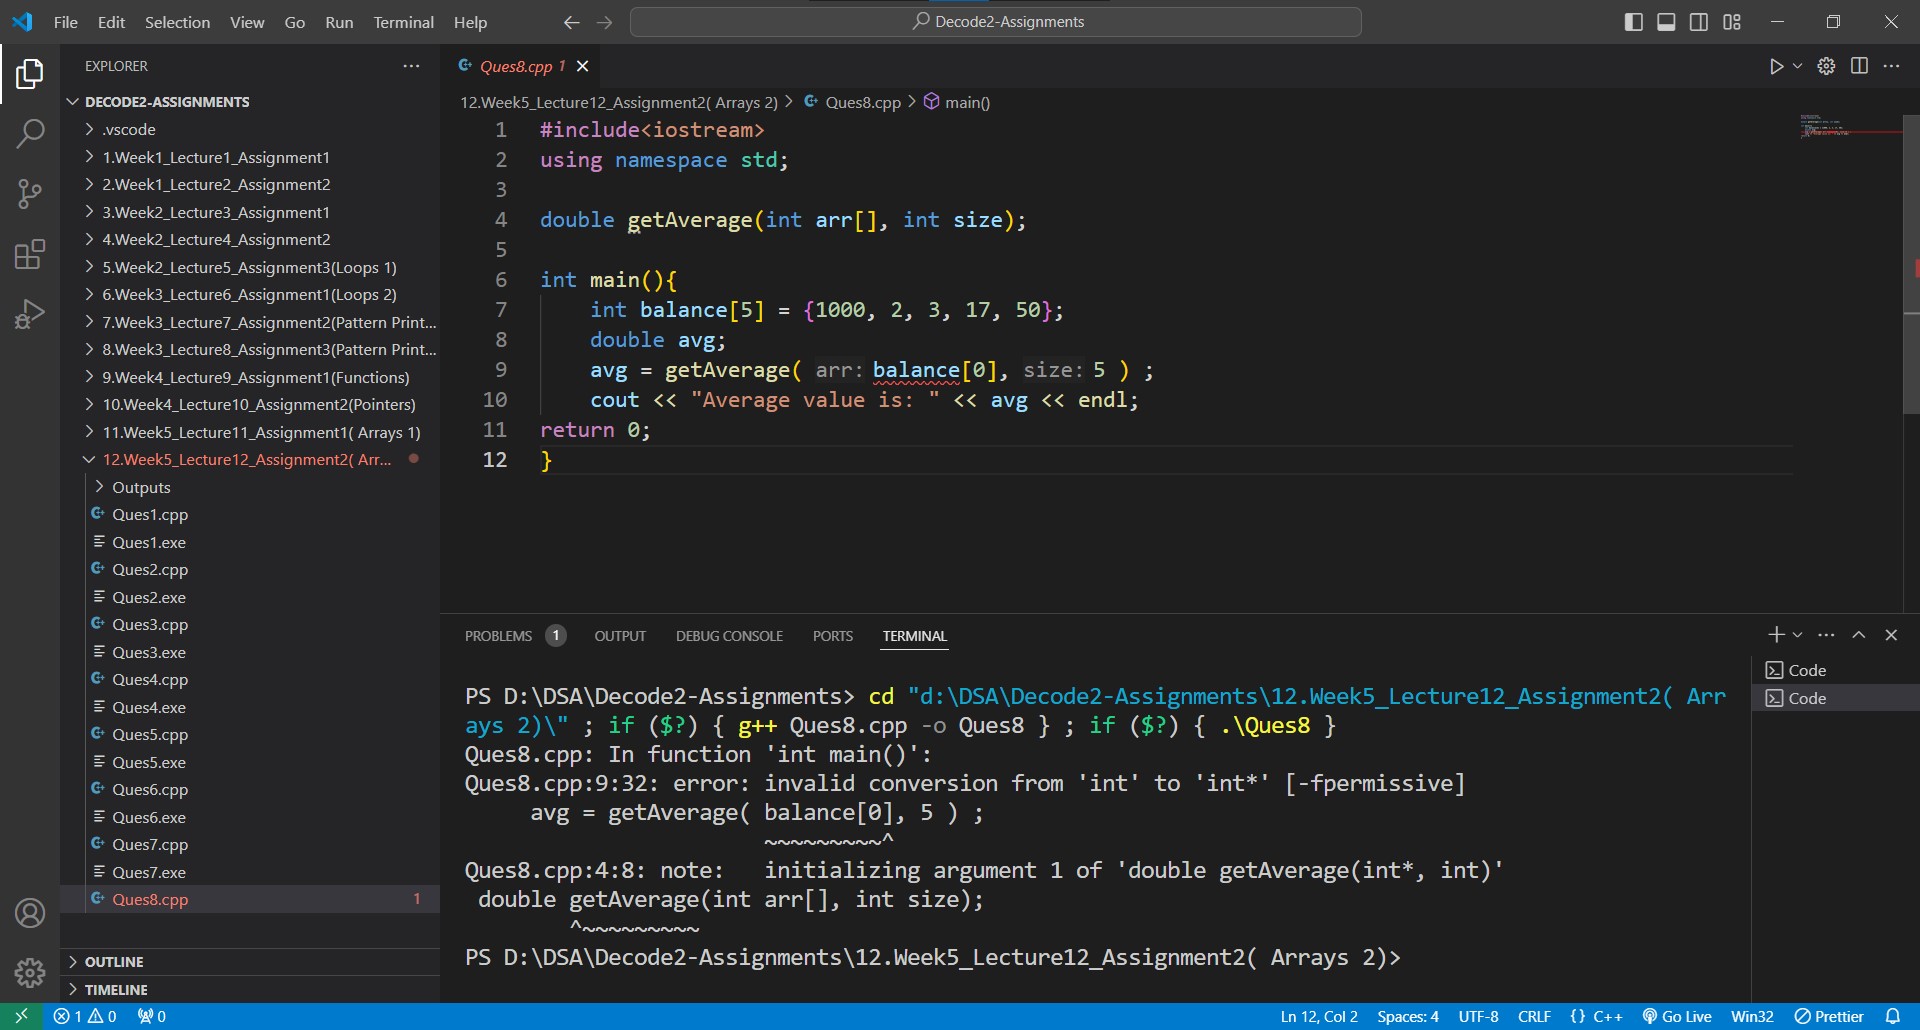 File Edit Selection View Go Run Terminal Help
Decode2-Assignments
EXPLORER
DECODE2-ASSIGNMENTS
.vscode
1.Week1_Lecture1_Assignment1
2.Week1_Lecture2_Assignment2
3.Week2_Lecture3_Assignment1
4.Week2_Lecture4_Assignment2
5.Week2_Lecture5_Assignment3(Loops 1)
6.Week3_Lecture6_Assignment1(Loops 2)
7.Week3_Lecture7_Assignment2(Pattern Print...
8.Week3_Lecture8_Assignment3(Pattern Print...
9.Week4_Lecture9_Assignment1(Functions)
10.Week4_Lecture10_Assignment2(Pointers)
11.Week5_Lecture11_Assignment1( Arrays 1)
12.Week5_Lecture12_Assignment2( Arr...
Outputs
Ques1.cpp
Ques1.exe
Ques2.cpp
Ques2.exe
Ques3.cpp
Ques3.exe
Ques4.cpp
Ques4.exe
Ques5.cpp
Ques5.exe
Ques6.cpp
Ques6.exe
Ques7.cpp
Ques7.exe
Ques8.cpp 1
OUTLINE
TIMELINE
Ques8.cpp 1
12.Week5_Lecture12_Assignment2( Arrays 2) > Ques8.cpp > main()
1 #include<iostream>
2 using namespace std;
3
4 double getAverage(int arr[], int size);
5
6 int main(){
7 int balance[5] = {1000, 2, 3, 17, 50};
8 double avg;
9 avg = getAverage( arr: balance[0], size: 5 ) ;
10 cout << "Average value is: " << avg << endl;
11 return 0;
12 }
PROBLEMS 1 OUTPUT DEBUG CONSOLE PORTS TERMINAL
PS D:\DSA\Decode2-Assignments> cd "d:\DSA\Decode2-Assignments\12.Week5_Lecture12_Assignment2( Arr
ays 2)\" ; if ($?) { g++ Ques8.cpp -o Ques8 } ; if ($?) { .\Ques8 }
Ques8.cpp: In function 'int main()':
Ques8.cpp:9:32: error: invalid conversion from 'int' to 'int*' [-fpermissive]
avg = getAverage( balance[0], 5 ) ;
~~~~~~~~~^
Ques8.cpp:4:8: note:   initializing argument 1 of 'double getAverage(int*, int)'
double getAverage(int arr[], int size);
^~~~~~~~~~
PS D:\DSA\Decode2-Assignments\12.Week5_Lecture12_Assignment2( Arrays 2)>
Code
Code
1 0 0
Ln 12, Col 2 Spaces: 4 UTF-8 CRLF {} C++ Go Live Win32 Prettier